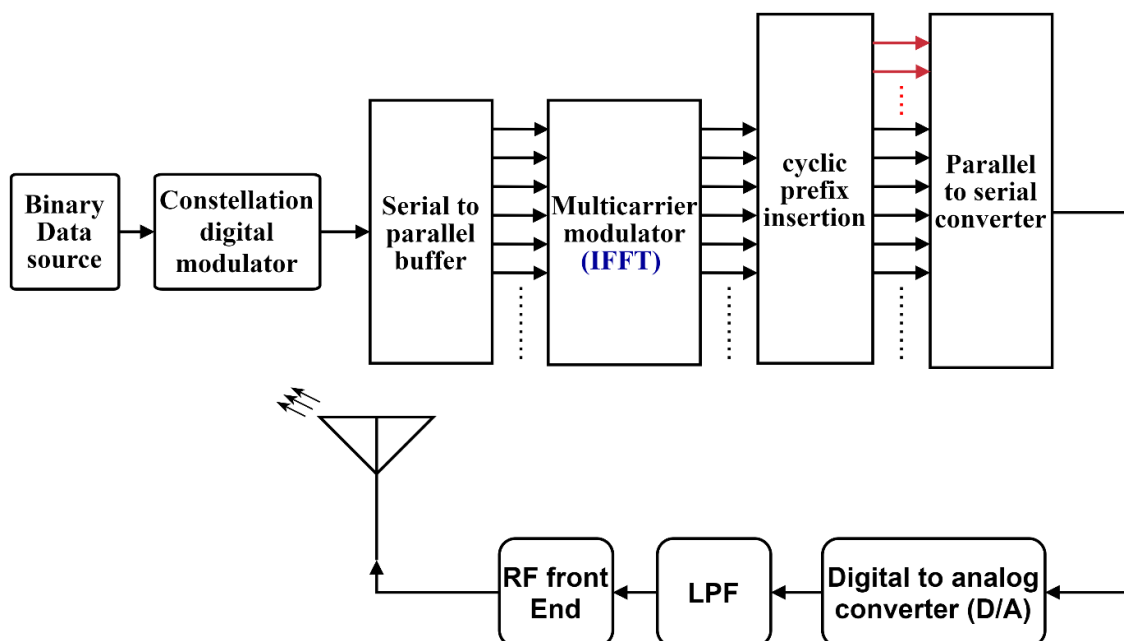 Binary
Data
source
Constellation
digital
modulator
Serial to
parallel
buffer
Multicarrier
modulator
(IFFT)
cyclic
prefix
insertion
Parallel
to serial
converter
RF front
End
LPF
Digital to analog
converter (D/A)